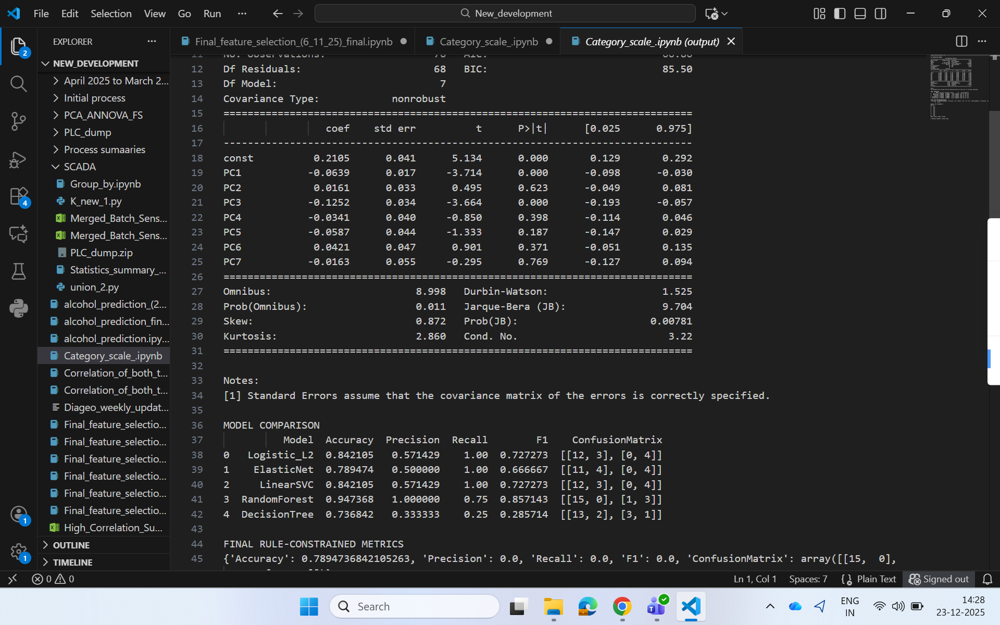 File Edit Selection View Go Run ··· New_development
EXPLORER ···
Final_feature_selection_(6_11_25)_final.ipynb
Category_scale_.ipynb
Category_scale_.ipynb (output)
NEW_DEVELOPMENT
April 2025 to March 2...
Initial process
PCA_ANNOVA_FS
PLC_dump
Process sumaaries
SCADA
Group_by.ipynb
K_new_1.py
Merged_Batch_Sens...
Merged_Batch_Sens...
PLC_dump.zip
Statistics_summary_...
union_2.py
alcohol_prediction_(2...
alcohol_prediction_fin...
alcohol_prediction.ipy...
Category_scale_.ipynb
Correlation_of_both_t...
Correlation_of_both_t...
Diageo_weekly_updat...
Final_feature_selectio...
Final_feature_selectio...
Final_feature_selectio...
Final_feature_selectio...
Final_feature_selectio...
Final_feature_selectio...
High_Correlation_Su...
OUTLINE
TIMELINE
2
4
1
1
11 No. Observations: 76 AIC:
12 Df Residuals: 68 BIC: 85.50
13 Df Model: 7
14 Covariance Type: nonrobust
15 ==============================================================================
16 coef std err t P>|t| [0.025 0.975]
17 ------------------------------------------------------------------------------
18 const 0.2105 0.041 5.134 0.000 0.129 0.292
19 PC1 -0.0639 0.017 -3.714 0.000 -0.098 -0.030
20 PC2 0.0161 0.033 0.495 0.623 -0.049 0.081
21 PC3 -0.1252 0.034 -3.664 0.000 -0.193 -0.057
22 PC4 -0.0341 0.040 -0.850 0.398 -0.114 0.046
23 PC5 -0.0587 0.044 -1.333 0.187 -0.147 0.029
24 PC6 0.0421 0.047 0.901 0.371 -0.051 0.135
25 PC7 -0.0163 0.055 -0.295 0.769 -0.127 0.094
26 ==============================================================================
27 Omnibus: 8.998 Durbin-Watson: 1.525
28 Prob(Omnibus): 0.011 Jarque-Bera (JB): 9.704
29 Skew: 0.872 Prob(JB): 0.00781
30 Kurtosis: 2.860 Cond. No. 3.22
31 ==============================================================================
32
33 Notes:
34 [1] Standard Errors assume that the covariance matrix of the errors is correctly specified.
35
36 MODEL COMPARISON
37 Model Accuracy Precision Recall F1 ConfusionMatrix
38 0 Logistic_L2 0.842105 0.571429 1.00 0.727273 [[12, 3], [0, 4]]
39 1 ElasticNet 0.789474 0.500000 1.00 0.666667 [[11, 4], [0, 4]]
40 2 LinearSVC 0.842105 0.571429 1.00 0.727273 [[12, 3], [0, 4]]
41 3 RandomForest 0.947368 1.000000 0.75 0.857143 [[15, 0], [1, 3]]
42 4 DecisionTree 0.736842 0.333333 0.25 0.285714 [[13, 2], [3, 1]]
43
44 FINAL RULE-CONSTRAINED METRICS
45 {'Accuracy': 0.7894736842105263, 'Precision': 0.0, 'Recall': 0.0, 'F1': 0.0, 'ConfusionMatrix': array([[15, 0],
0 0 Ln 1, Col 1 Spaces: 7 Plain Text Signed out
Search ENG IN 14:28 23-12-2025